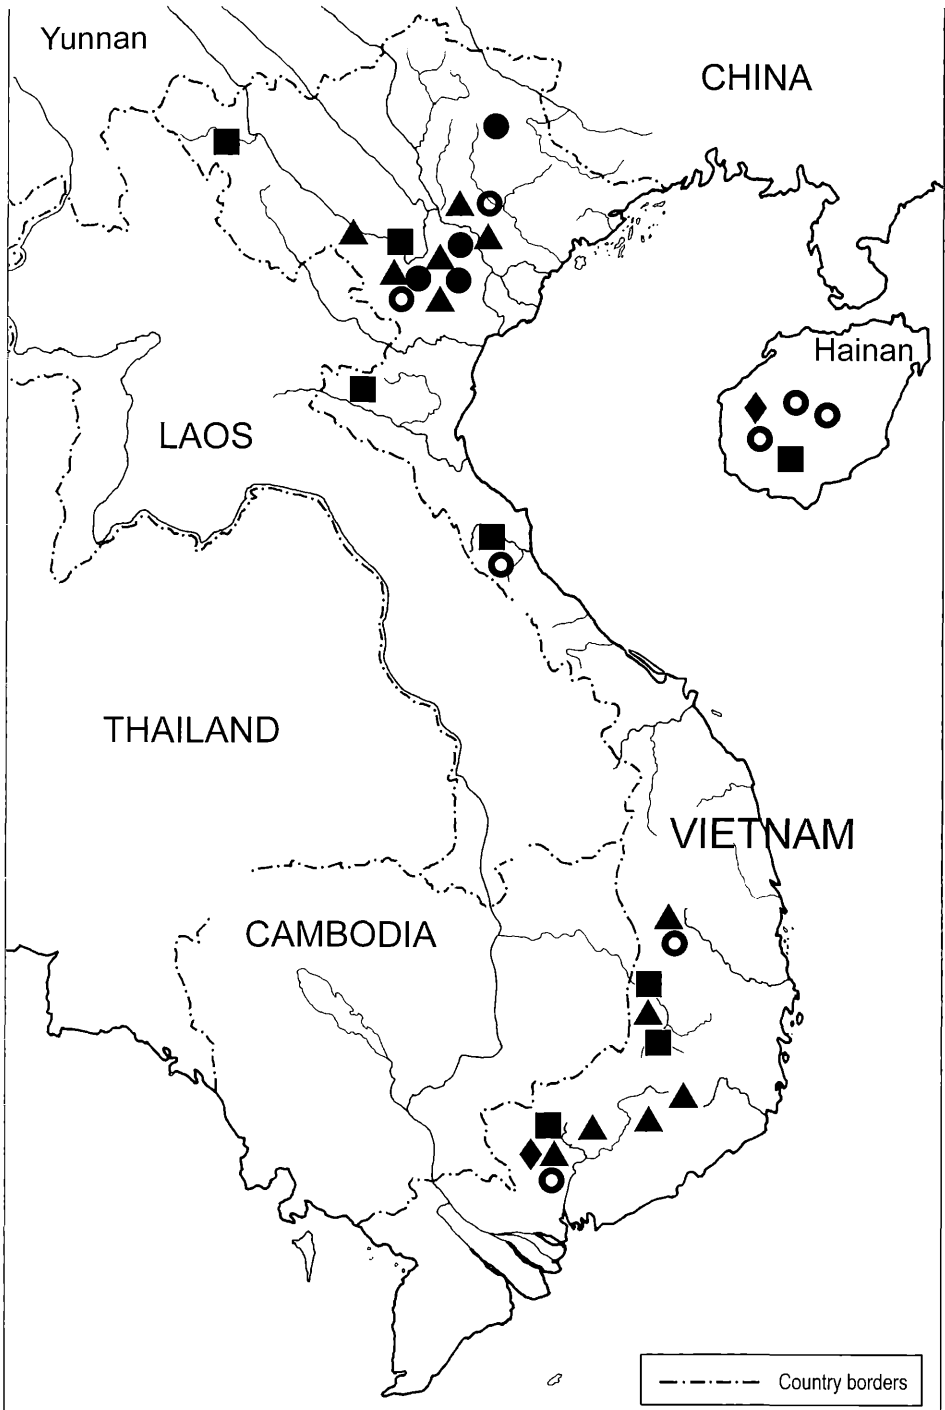 Yunnan
CHINA
Hainan
LAOS
THAILAND
VIETNAM
CAMBODIA
Country borders